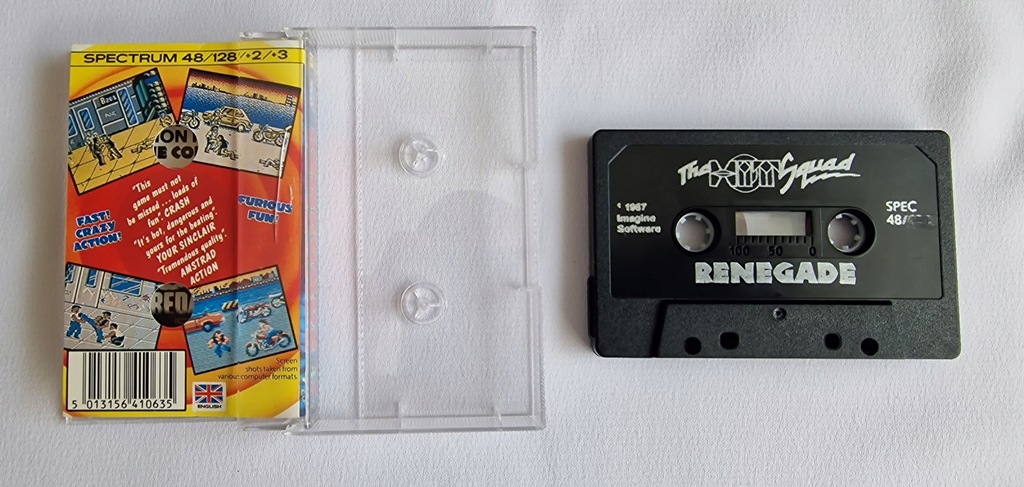 SPECTRUM 48/128/+2/+3
"This
game must not
be missed... loads of
fun". CRASH
"It's hot, dangerous and
yours for the beating".
YOUR SINCLAIR
"Tremendous quality".
AMSTRAD
ACTION
FAST!
CRAZY
ACTION!
FURIOUS
FUN!
Screen
shots taken from
various computer formats.
5 013156 410635
ENGLISH
The HIT Squad
© 1987
Imagine
Software
SPEC
48/
100 50 0
RENEGADE